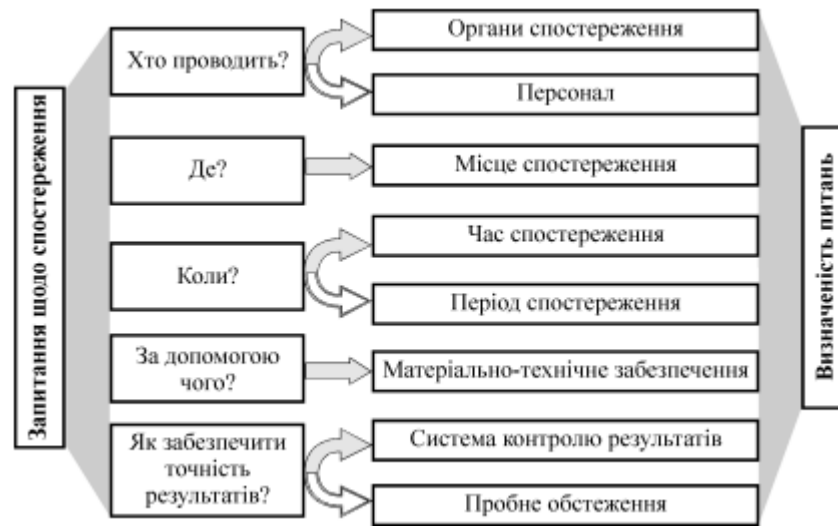 Запитання щодо спостереження
Хто проводить?
Органи спостереження
Персонал
Де?
Місце спостереження
Коли?
Час спостереження
Період спостереження
За допомогою
чого?
Матеріально-технічне забезпечення
Як забезпечити
точність
результатів?
Система контролю результатів
Пробне обстеження
Визначеність питань